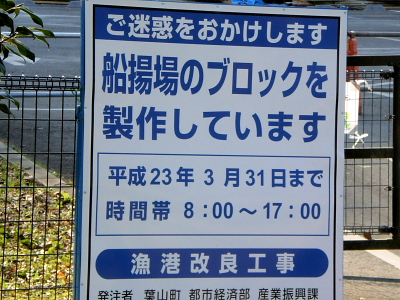 ご迷惑をおかけします
船揚場のブロックを
製作しています
平成23年 3月31日まで
時間帯 8:00～17:00
漁港改良工事
発注者 葉山町 都市経済部 産業振興課